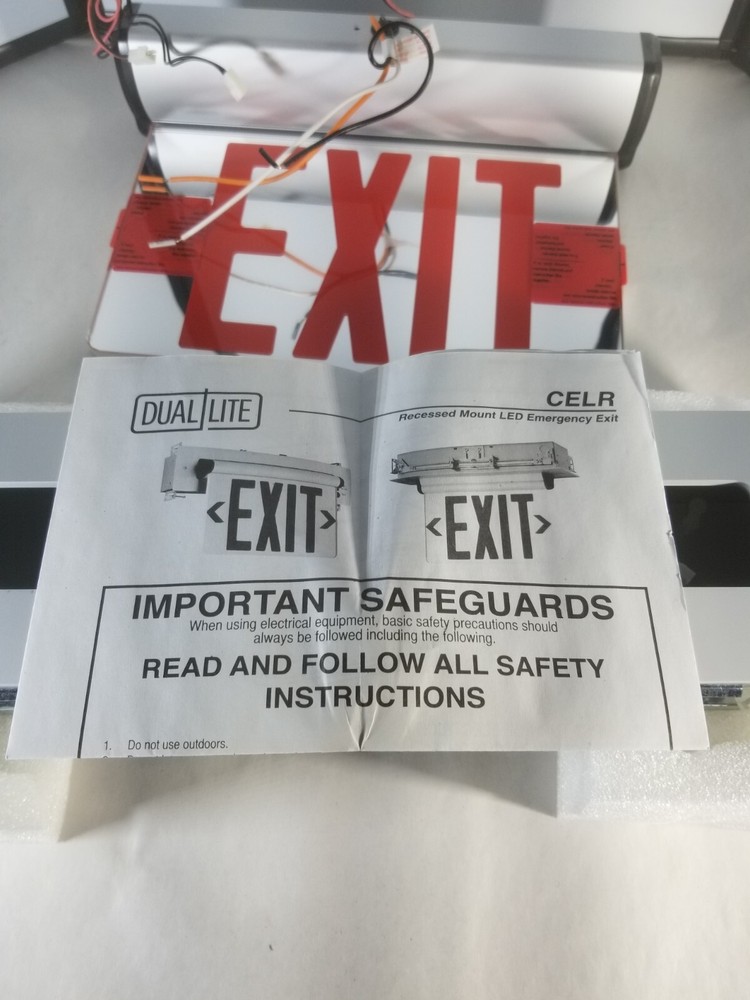 EXIT
DUAL LITE
CELR
Recessed Mount LED Emergency Exit
<EXIT>
<EXIT>
IMPORTANT SAFEGUARDS
When using electrical equipment, basic safety precautions should
always be followed including the following.
READ AND FOLLOW ALL SAFETY
INSTRUCTIONS
1. Do not use outdoors.